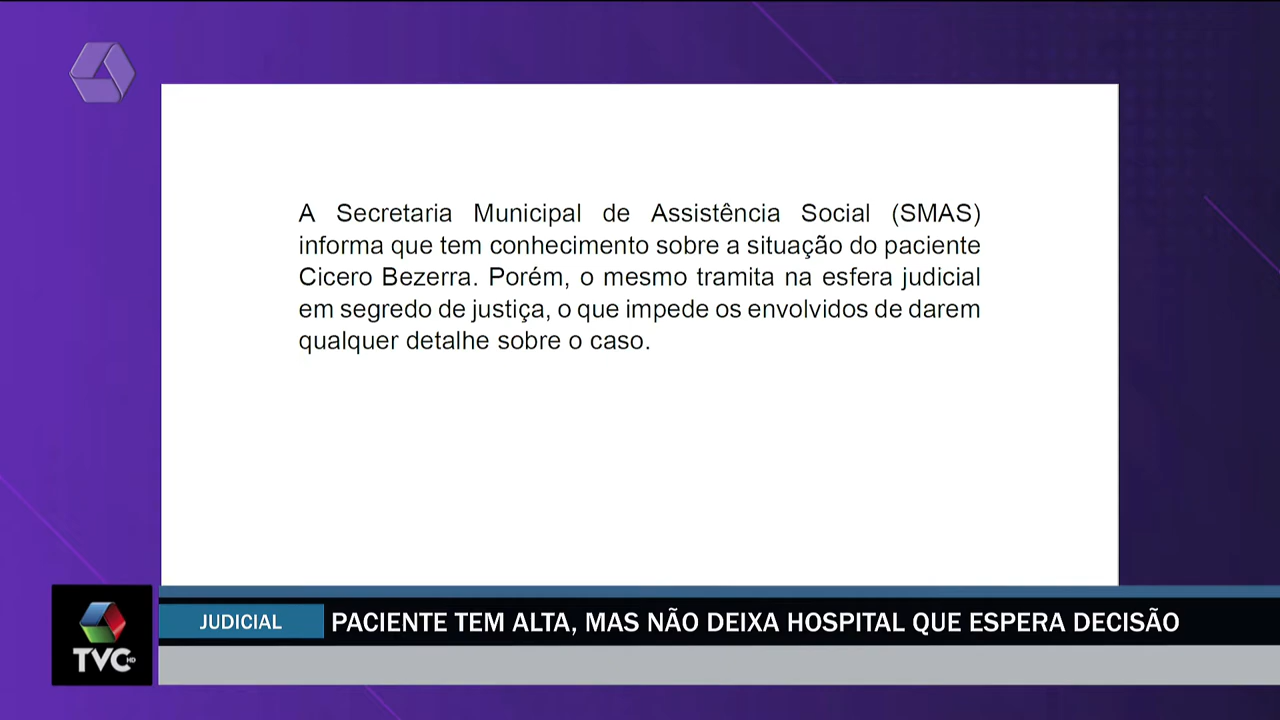 A Secretaria Municipal de Assistência Social (SMAS)
informa que tem conhecimento sobre a situação do paciente
Cicero Bezerra. Porém, o mesmo tramita na esfera judicial
em segredo de justiça, o que impede os envolvidos de darem
qualquer detalhe sobre o caso.
JUDICIAL
PACIENTE TEM ALTA, MAS NÃO DEIXA HOSPITAL QUE ESPERA DECISÃO
TVC HD